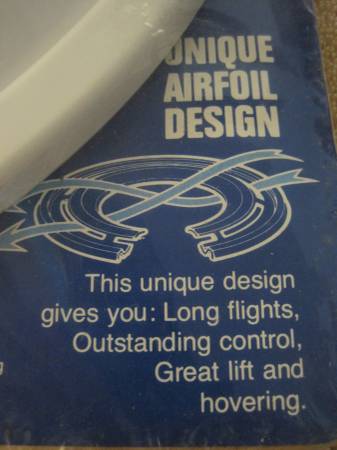 UNIQUE
AIRFOIL
DESIGN
This unique design
gives you: Long flights,
Outstanding control,
Great lift and
hovering.